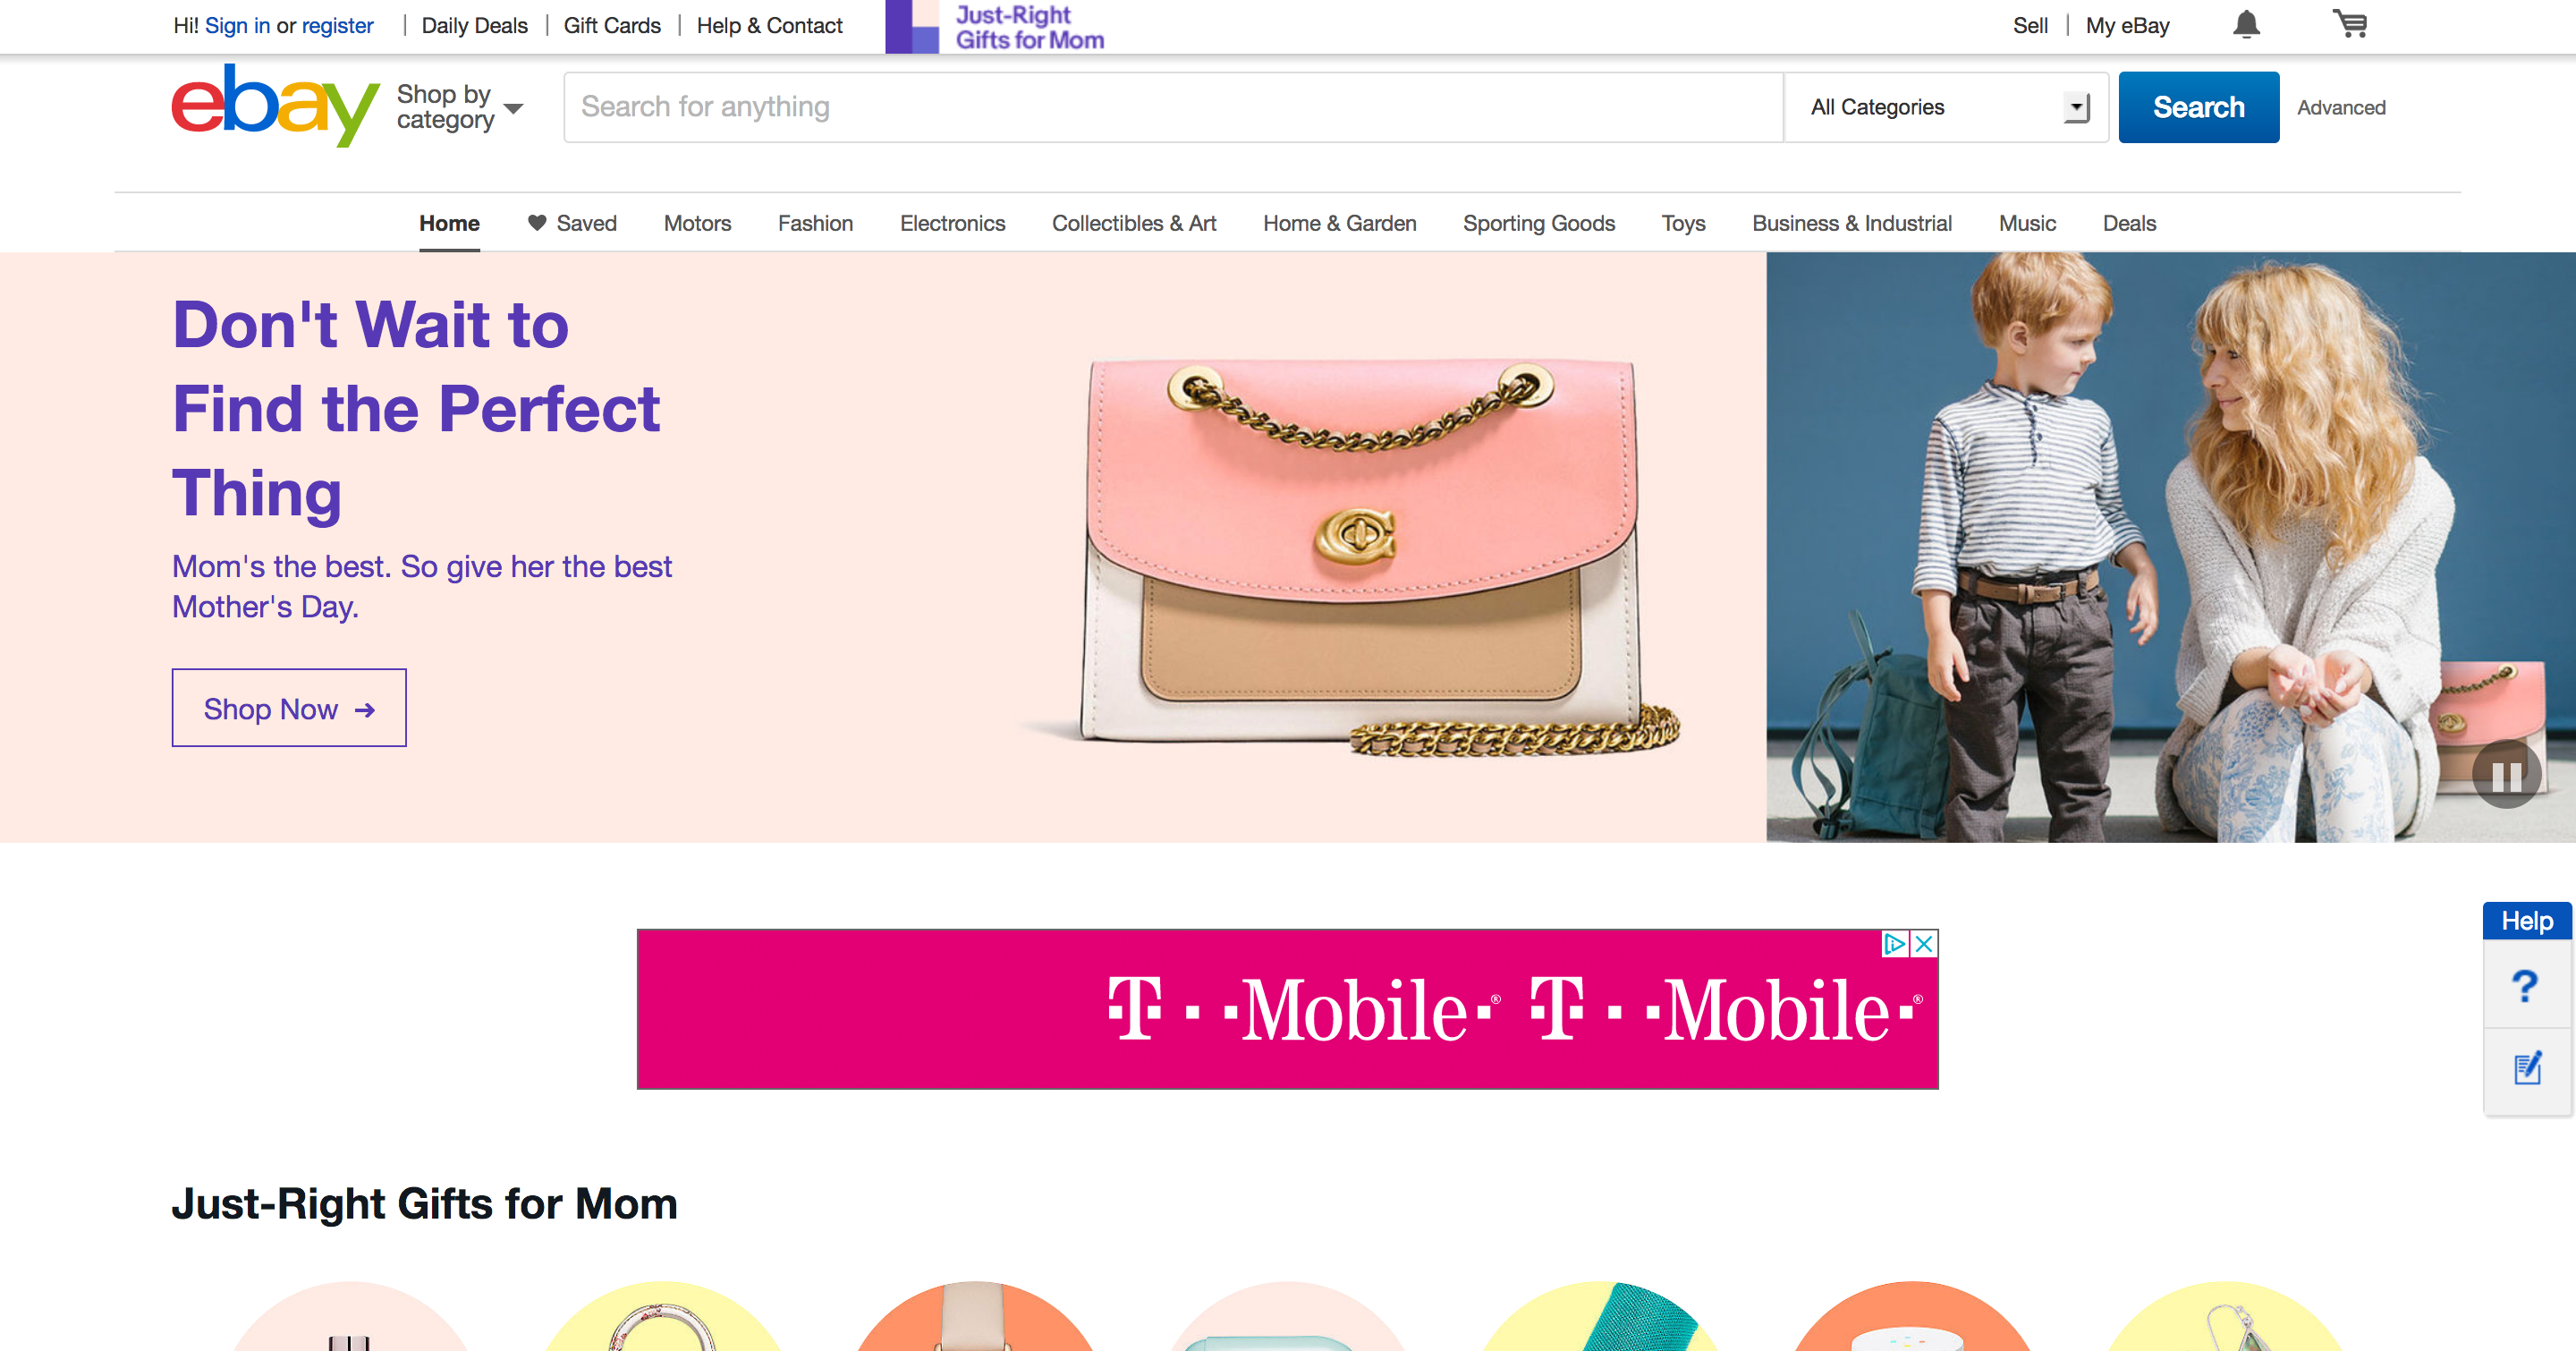 Hi! Sign in or register | Daily Deals | Gift Cards | Help & Contact
Just-Right
Gifts for Mom
Sell | My eBay
ebay
Shop by
category
Search for anything
All Categories
Search
Advanced
Home Saved Motors Fashion Electronics Collectibles & Art Home & Garden Sporting Goods Toys Business & Industrial Music Deals
Don't Wait to
Find the Perfect
Thing
Mom's the best. So give her the best
Mother's Day.
Shop Now →
T··Mobile·® T··Mobile·®
Help
?
Just-Right Gifts for Mom